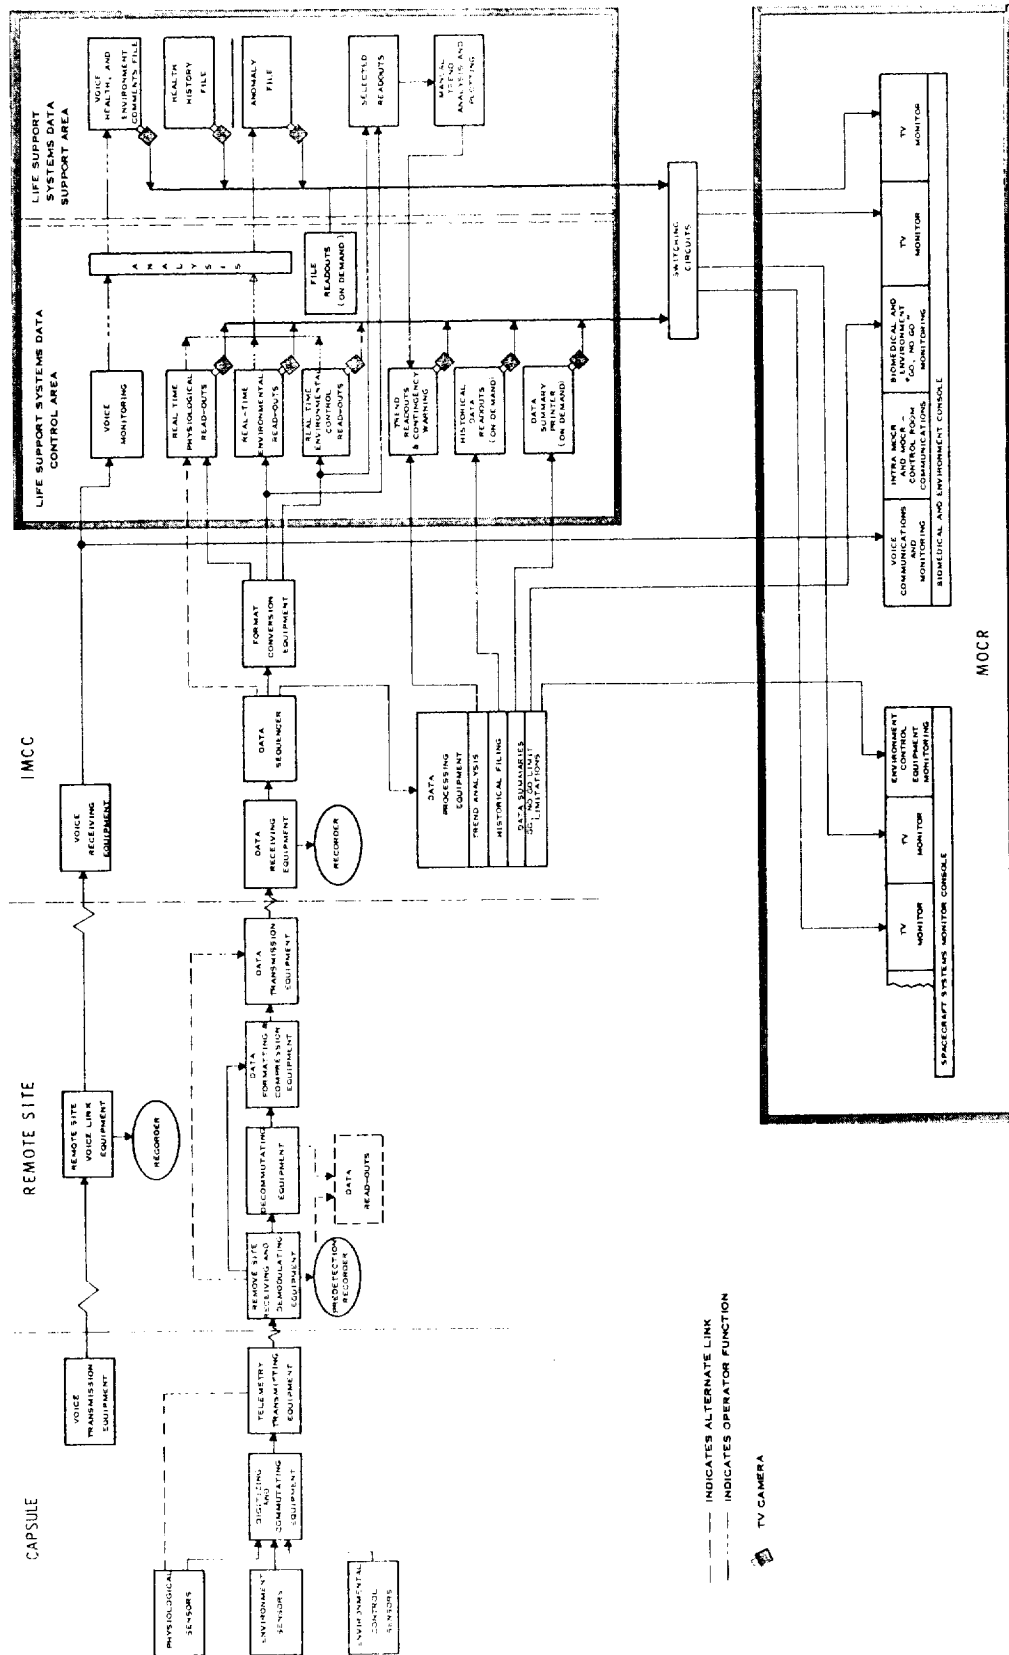 CAPSULE
REMOTE SITE
IMCC
LIFE SUPPORT SYSTEMS DATA
CONTROL AREA
LIFE SUPPORT
SYSTEMS DATA
SUPPORT AREA
VOICE
TRANSMISSION
EQUIPMENT
REMOTE SITE
VOICE LINK
EQUIPMENT
RECORDER
VOICE
RECEIVING
EQUIPMENT
VOICE
MONITORING
VOICE
HEALTH, AND
ENVIRONMENT
COMMENTS FILE
PHYSIOLOGICAL
SENSORS
ENVIRONMENT
SENSORS
ENVIRONMENTAL
CONTROL
SENSORS
DIGITIZING
AND
COMMUTATING
EQUIPMENT
TELEMETRY
TRANSMITTING
EQUIPMENT
REMOVE SITE
RECEIVING AND
DEMODULATING
EQUIPMENT
PREDETECTION
RECORDER
DECOMMUTATING
EQUIPMENT
DATA
READ-OUTS
DATA
FORMATTING &
COMPRESSION
EQUIPMENT
DATA
TRANSMISSION
EQUIPMENT
DATA
RECEIVING
EQUIPMENT
RECORDER
DATA
SEQUENCER
FORMAT
CONVERSION
EQUIPMENT
DATA
PROCESSING
EQUIPMENT
TREND ANALYSIS
HISTORICAL FILING
DATA SUMMARIES
GO, NO GO LIMIT
LIMITATIONS
REAL-TIME
PHYSIOLOGICAL
READ-OUTS
REAL-TIME
ENVIRONMENTAL
READ-OUTS
REAL-TIME
ENVIRONMENTAL
CONTROL
READ-OUTS
TREND
READOUTS
& CONTINGENCY
WARNING
HISTORICAL
DATA
READOUTS
(ON DEMAND)
DATA
SUMMARY
PRINTER
(ON DEMAND)
ANALYSIS
FILE
READOUTS
(ON DEMAND)
HEALTH
HISTORY
FILE
ANOMALY
FILE
SELECTED
READOUTS
MANUAL
TREND
ANALYSIS AND
PLOTTING
SWITCHING
CIRCUITS
MOCR
TV
MONITOR
TV
MONITOR
ENVIRONMENT
CONTROL
EQUIPMENT
MONITORING
SPACECRAFT SYSTEMS MONITOR CONSOLE
VOICE
COMMUNICATIONS
AND
MONITORING
INTRA MOCR
AND MOCR -
CONTROL ROOM
COMMUNICATIONS
BIOMEDICAL AND
ENVIRONMENT
"GO, NO GO"
MONITORING
TV
MONITOR
TV
MONITOR
BIOMEDICAL AND ENVIRONMENT CONSOLE
INDICATES ALTERNATE LINK
INDICATES OPERATOR FUNCTION
TV CAMERA